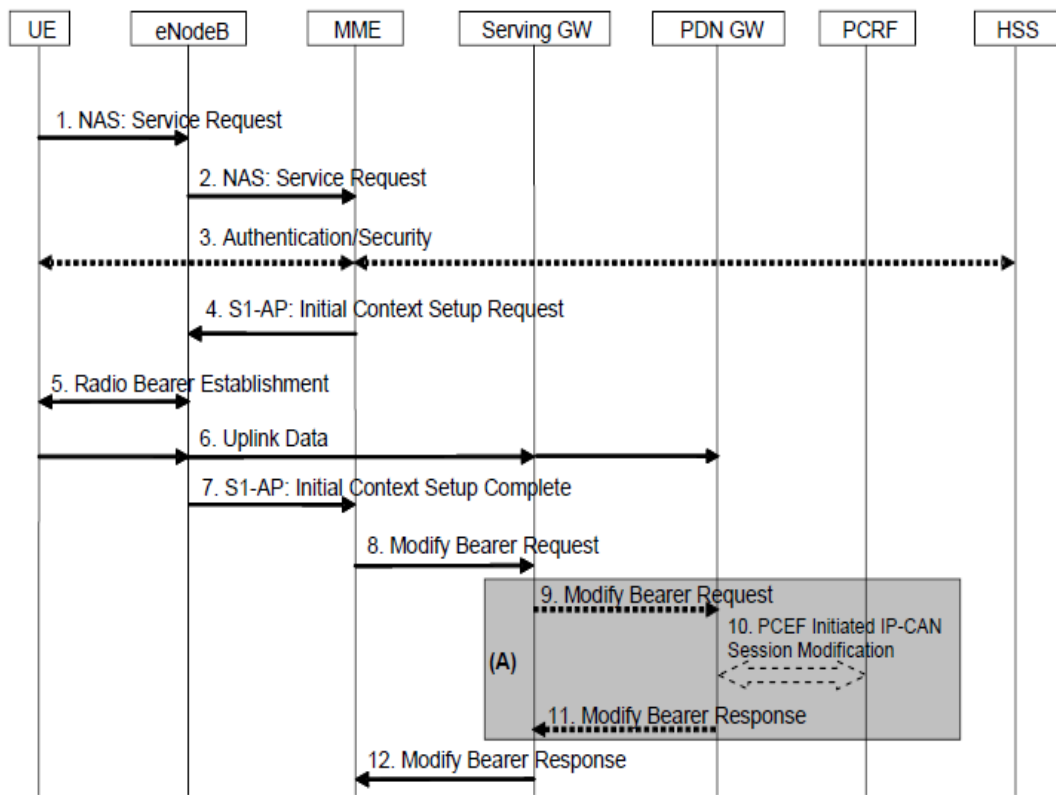 UE
eNodeB
MME
Serving GW
PDN GW
PCRF
HSS
1. NAS: Service Request
2. NAS: Service Request
3. Authentication/Security
4. S1-AP: Initial Context Setup Request
5. Radio Bearer Establishment
6. Uplink Data
7. S1-AP: Initial Context Setup Complete
8. Modify Bearer Request
9. Modify Bearer Request
10. PCEF Initiated IP-CAN
Session Modification
(A)
11. Modify Bearer Response
12. Modify Bearer Response